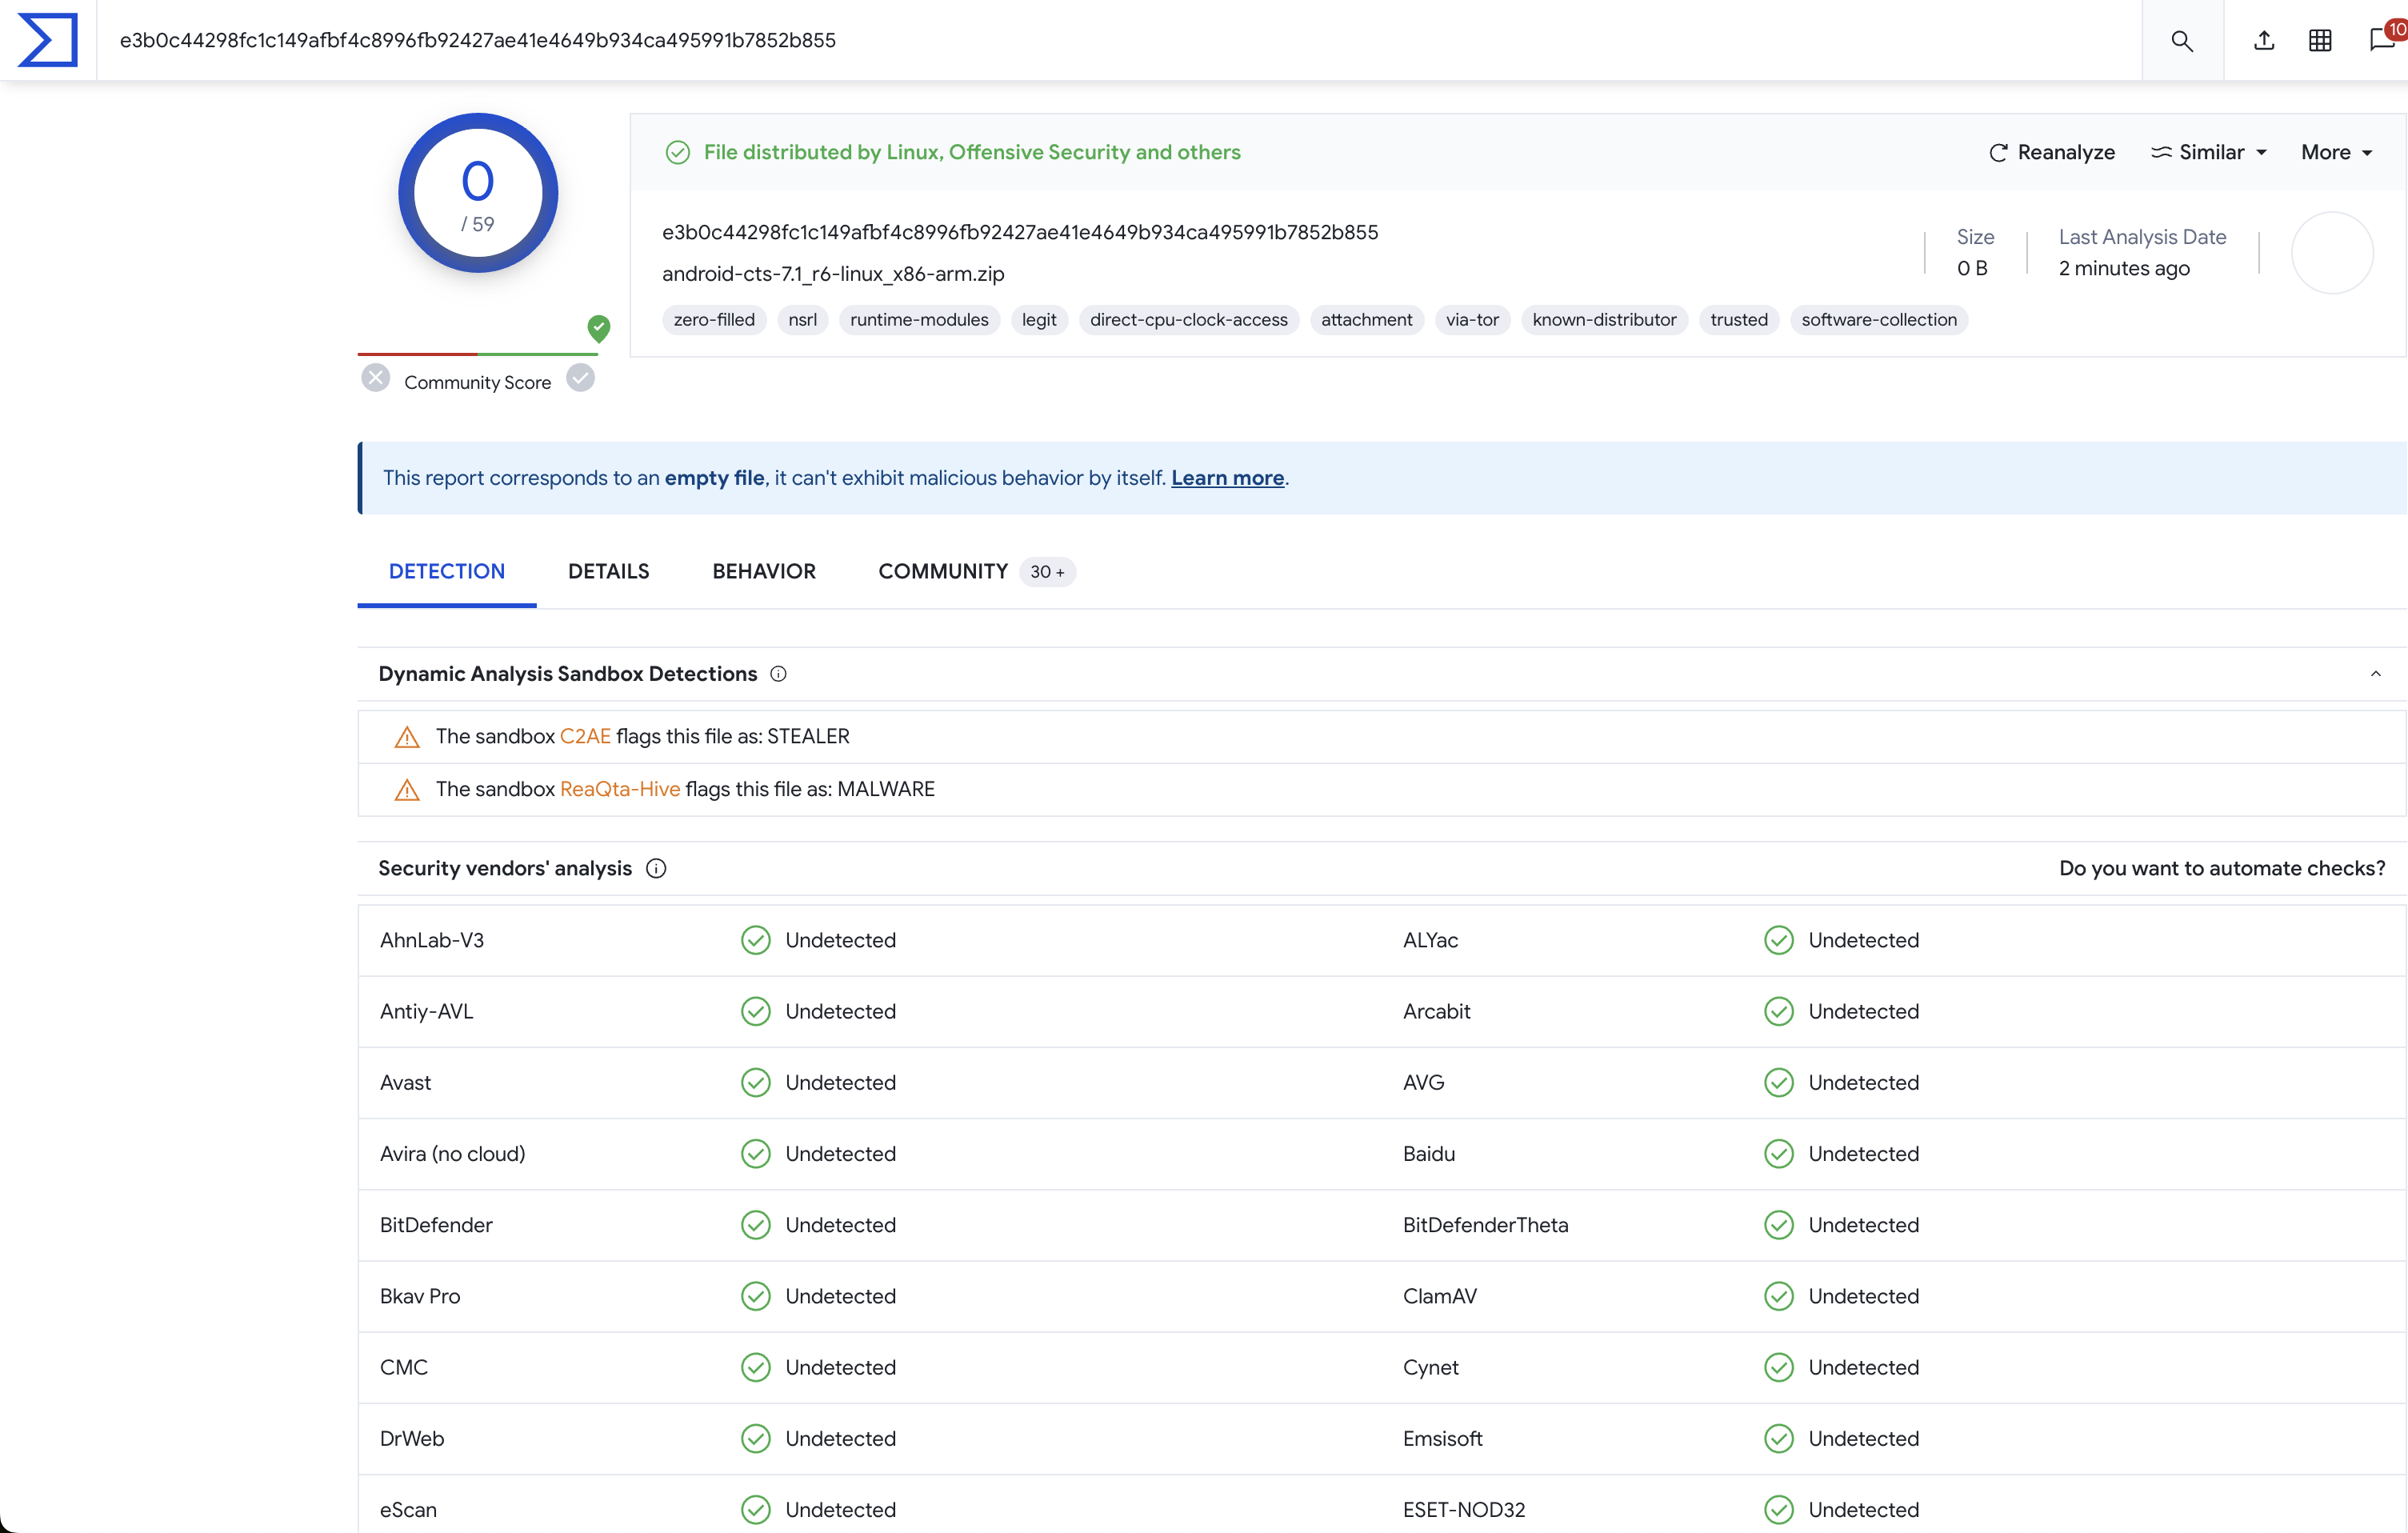 e3b0c44298fc1c149afbf4c8996fb92427ae41e4649b934ca495991b7852b855
10
0
/ 59
Community Score
File distributed by Linux, Offensive Security and others
Reanalyze
Similar
More
e3b0c44298fc1c149afbf4c8996fb92427ae41e4649b934ca495991b7852b855
android-cts-7.1_r6-linux_x86-arm.zip
Size
0 B
Last Analysis Date
2 minutes ago
zero-filled nsrl runtime-modules legit direct-cpu-clock-access attachment via-tor known-distributor trusted software-collection
This report corresponds to an empty file, it can't exhibit malicious behavior by itself. Learn more.
DETECTION DETAILS BEHAVIOR COMMUNITY 30 +
Dynamic Analysis Sandbox Detections
The sandbox C2AE flags this file as: STEALER
The sandbox ReaQta-Hive flags this file as: MALWARE
Security vendors' analysis Do you want to automate checks?
AhnLab-V3 Undetected ALYac Undetected
Antiy-AVL Undetected Arcabit Undetected
Avast Undetected AVG Undetected
Avira (no cloud) Undetected Baidu Undetected
BitDefender Undetected BitDefenderTheta Undetected
Bkav Pro Undetected ClamAV Undetected
CMC Undetected Cynet Undetected
DrWeb Undetected Emsisoft Undetected
eScan Undetected ESET-NOD32 Undetected